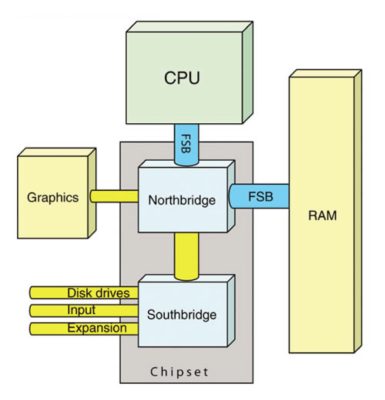 CPU
FSB
Graphics
Northbridge
FSB
RAM
Disk drives
Input
Expansion
Southbridge
Chipset